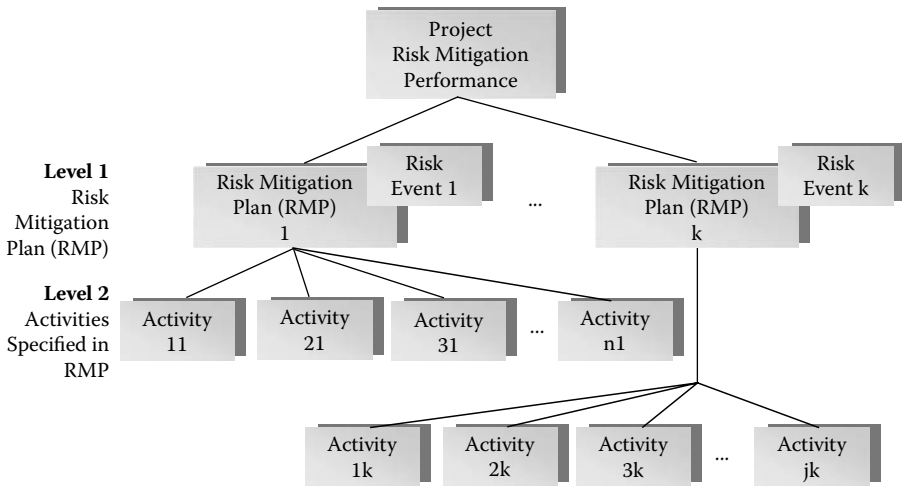 Project
Risk Mitigation
Performance
Level 1
Risk
Mitigation
Plan (RMP)
Risk Mitigation
Plan (RMP)
1
Risk
Event 1
...
Risk Mitigation
Plan (RMP)
k
Risk
Event k
Level 2
Activities
Specified in
RMP
Activity
11
Activity
21
Activity
31
...
Activity
n1
Activity
1k
Activity
2k
Activity
3k
...
Activity
jk